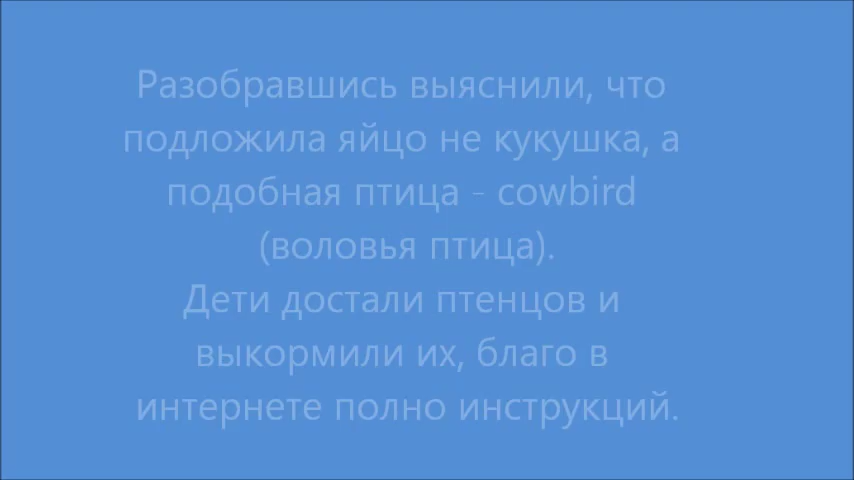 Разобравшись выяснили, что
подложила яйцо не кукушка, а
подобная птица - cowbird
(воловья птица).
Дети достали птенцов и
выкормили их, благо в
интернете полно инструкций.